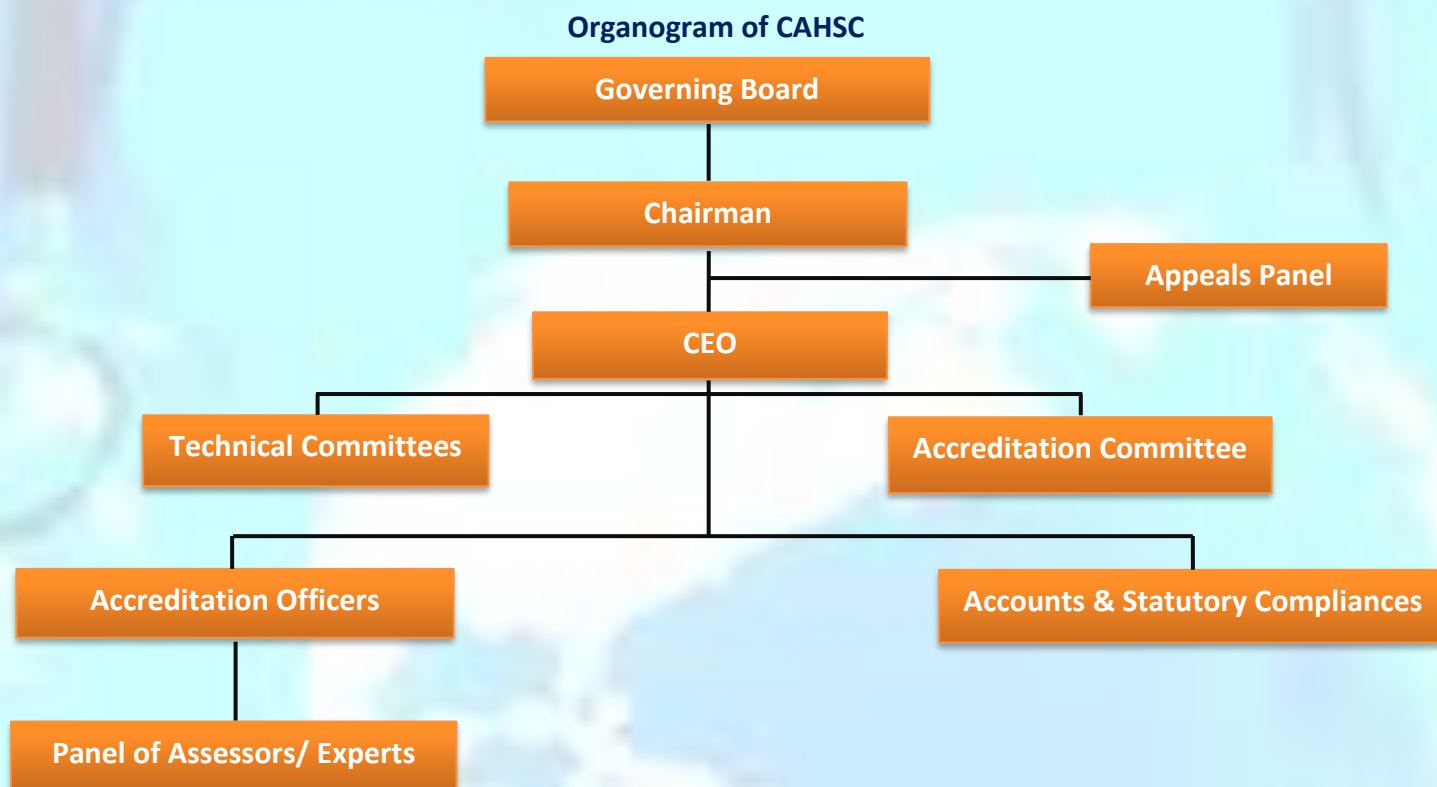 Organogram of CAHSC
Governing Board
Chairman
Appeals Panel
CEO
Technical Committees
Accreditation Committee
Accreditation Officers
Accounts & Statutory Compliances
Panel of Assessors/ Experts